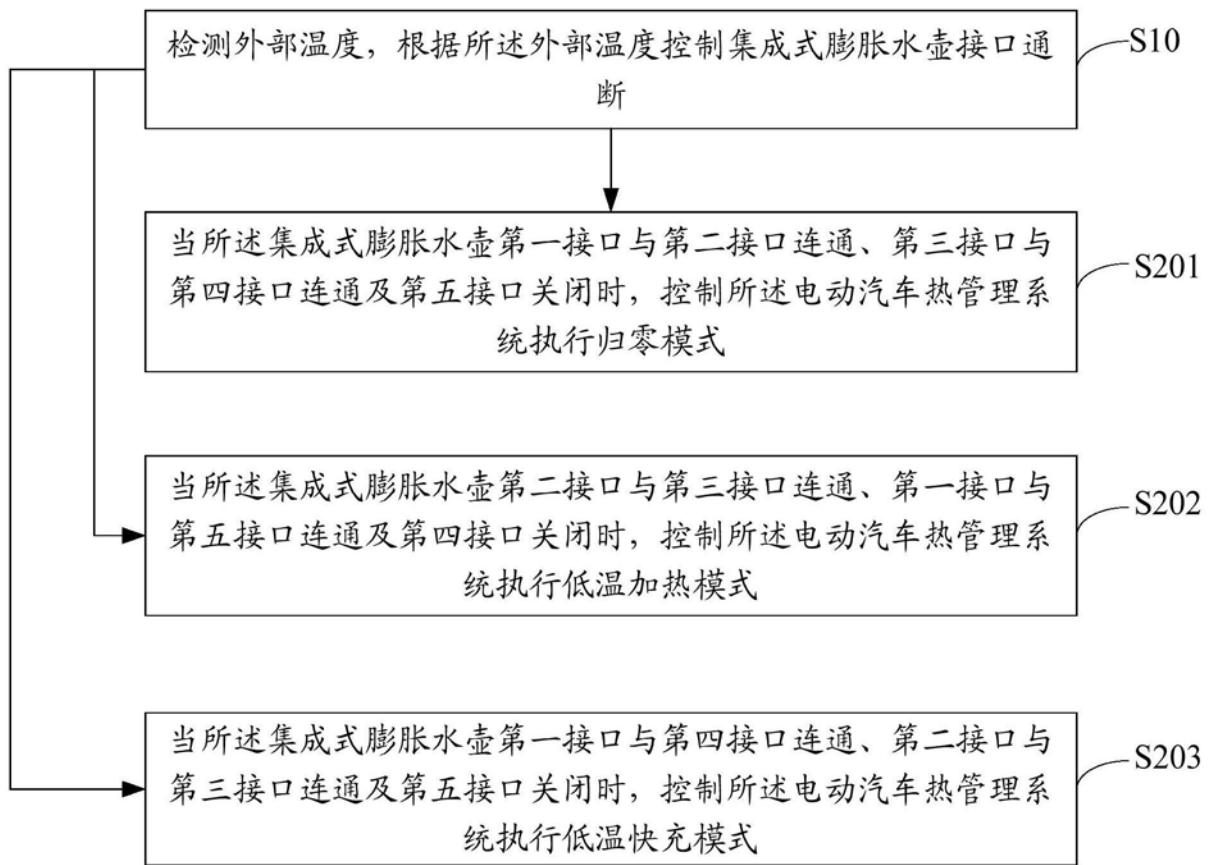 检测外部温度，根据所述外部温度控制集成式膨胀水壶接口通
断
S10
当所述集成式膨胀水壶第一接口与第二接口连通、第三接口与
第四接口连通及第五接口关闭时，控制所述电动汽车热管理系
统执行归零模式
S201
当所述集成式膨胀水壶第二接口与第三接口连通、第一接口与
第五接口连通及第四接口关闭时，控制所述电动汽车热管理系
统执行低温加热模式
S202
当所述集成式膨胀水壶第一接口与第四接口连通、第二接口与
第三接口连通及第五接口关闭时，控制所述电动汽车热管理系
统执行低温快充模式
S203